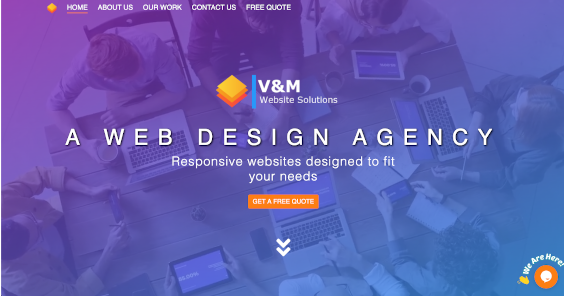 HOME ABOUT US OUR WORK CONTACT US FREE QUOTE
V&M
Website Solutions
A WEB DESIGN AGENCY
Responsive websites designed to fit
your needs
GET A FREE QUOTE
We Are Here!